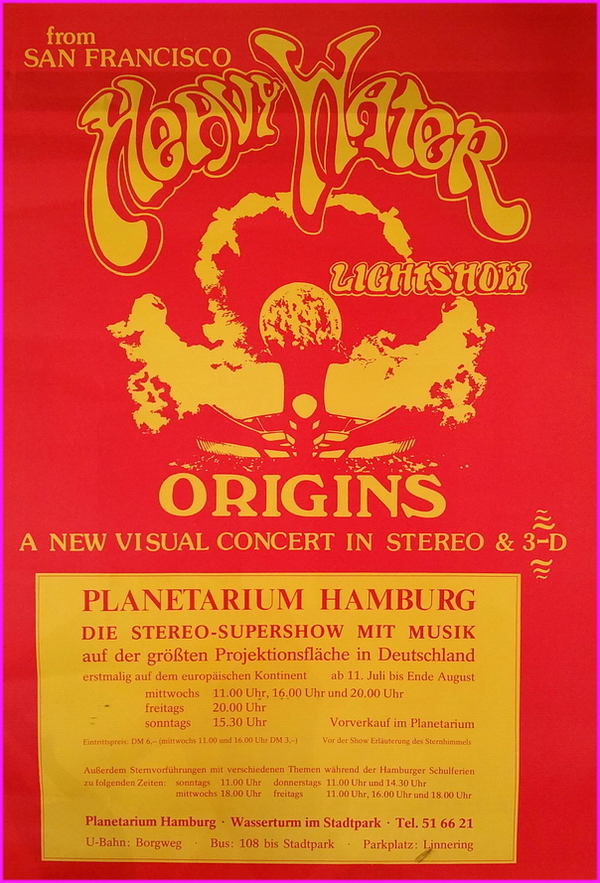 from
SAN FRANCISCO
HEAVY WATER
LIGHTSHOW
ORIGINS
A NEW VISUAL CONCERT IN STEREO & 3-D
PLANETARIUM HAMBURG
DIE STEREO-SUPERSHOW MIT MUSIK
auf der größten Projektionsfläche in Deutschland
erstmalig auf dem europäischen Kontinent ab 11. Juli bis Ende August
mittwochs 11.00 Uhr, 16.00 Uhr und 20.00 Uhr
freitags 20.00 Uhr
sonntags 15.30 Uhr Vorverkauf im Planetarium
Eintrittspreis: DM 6,– (mittwochs 11.00 und 16.00 Uhr DM 3,–) Vor der Show Erläuterung des Sternhimmels
Außerdem Sternvorführungen mit verschiedenen Themen während der Hamburger Schulferien
zu folgenden Zeiten: sonntags 11.00 Uhr donnerstags 11.00 Uhr und 14.30 Uhr
mittwochs 18.00 Uhr freitags 11.00 Uhr, 16.00 Uhr und 18.00 Uhr
Planetarium Hamburg · Wasserturm im Stadtpark · Tel. 51 66 21
U-Bahn: Borgweg · Bus: 108 bis Stadtpark · Parkplatz: Linnering